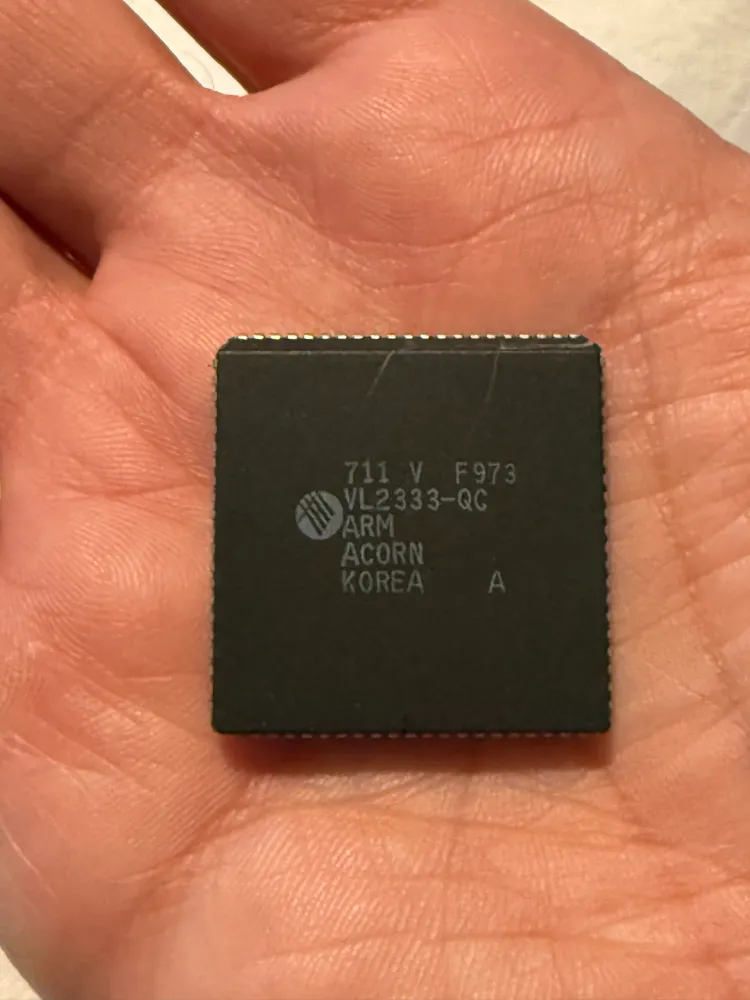 711 V F973
VL2333-QC
ARM
ACORN
KOREA A